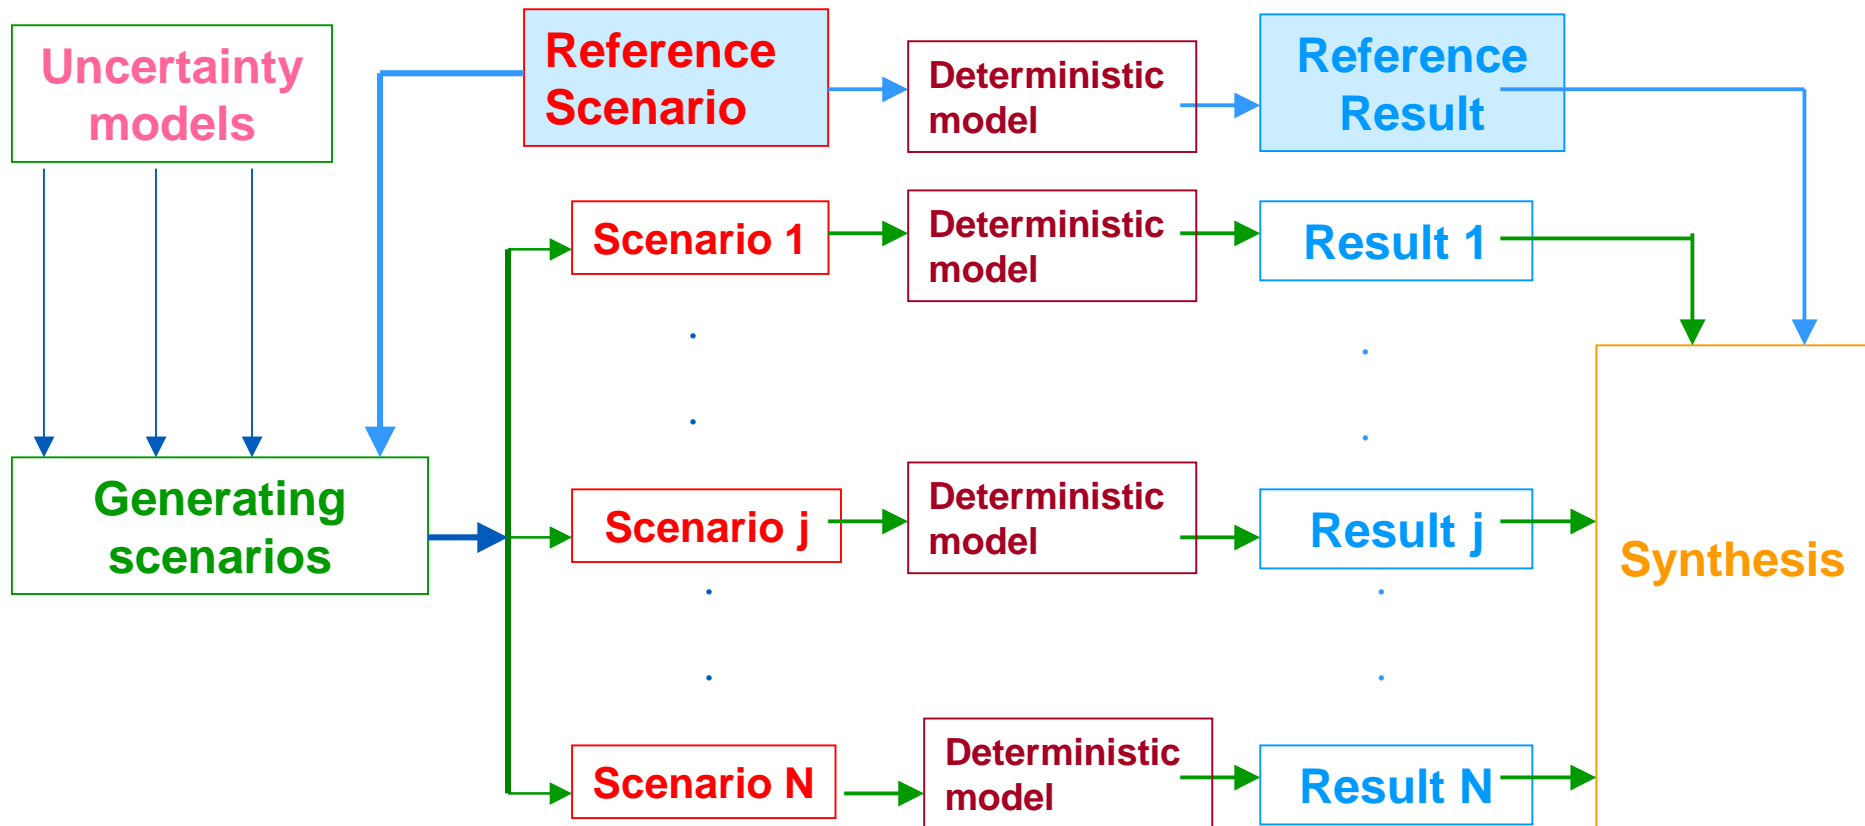 Uncertainty
models
Reference
Scenario
Deterministic
model
Reference
Result
Scenario 1
Deterministic
model
Result 1
Generating
scenarios
Scenario j
Deterministic
model
Result j
Synthesis
Scenario N
Deterministic
model
Result N